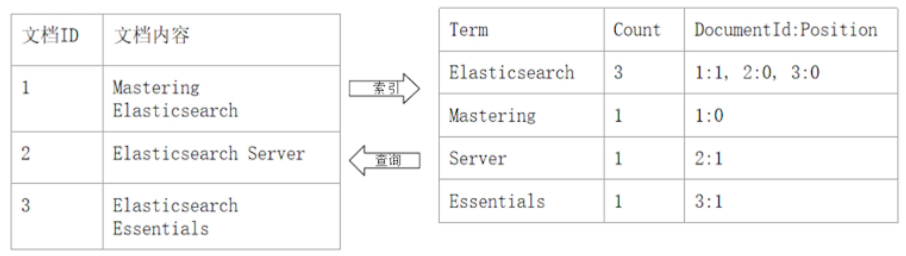 文档ID 文档内容
1 Mastering
Elasticsearch
2 Elasticsearch Server
3 Elasticsearch
Essentials
索引
查询
Term Count DocumentId:Position
Elasticsearch 3 1:1, 2:0, 3:0
Mastering 1 1:0
Server 1 2:1
Essentials 1 3:1